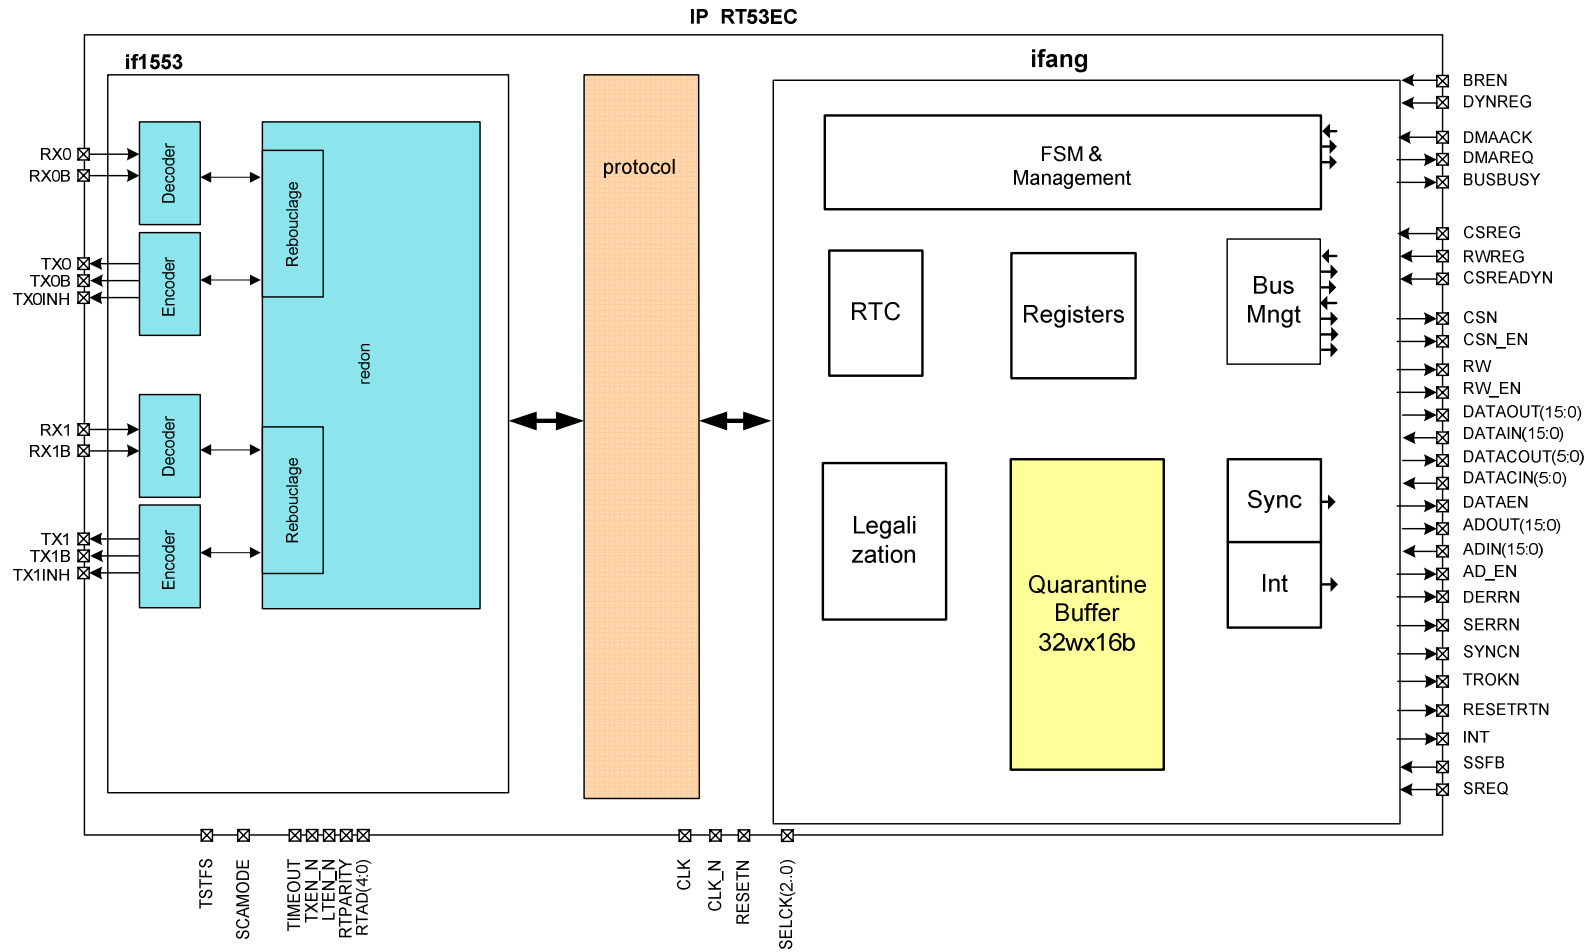 IP RT53EC
if1553
ifang
RX0
RX0B
TX0
TX0B
TX0INH
RX1
RX1B
TX1
TX1B
TX1INH
Decoder
Encoder
Decoder
Encoder
Rebouclage
Rebouclage
redon
protocol
FSM &
Management
RTC
Registers
Bus
Mngt
Legali
zation
Quarantine
Buffer
32wx16b
Sync
Int
BREN
DYNREG
DMAACK
DMAREQ
BUSBUSY
CSREG
RWREG
CSREADYN
CSN
CSN_EN
RW
RW_EN
DATAOUT(15:0)
DATAIN(15:0)
DATACOUT(5:0)
DATACIN(5:0)
DATAEN
ADOUT(15:0)
ADIN(15:0)
AD_EN
DERRN
SERRN
SYNCN
TROKN
RESETRTN
INT
SSFB
SREQ
TSTFS
SCAMODE
TIMEOUT
TXEN_N
LTEN_N
RTPARITY
RTAD(4:0)
CLK
CLK_N
RESETN
SELCK(2..0)